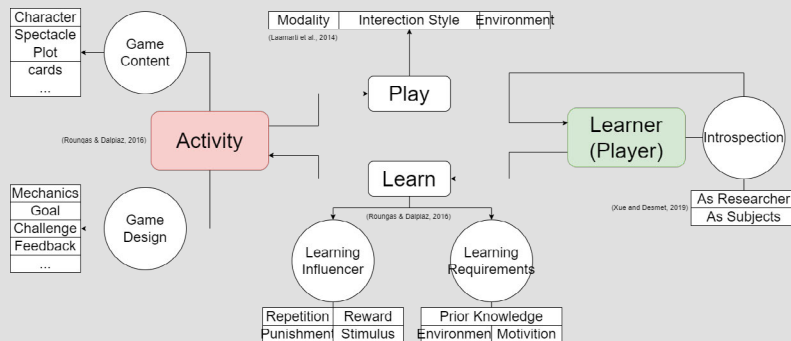 Character
Spectacle
Plot
cards
...
Game
Content
Modality
Interection Style
Environment
(Laamarti et al., 2014)
Play
(Roungas & Dalpiaz, 2016)
Activity
Learner
(Player)
Introspection
As Researcher
As Subjects
(Xue and Desmet, 2019)
Learn
(Roungas & Dalpiaz, 2016)
Mechanics
Goal
Challenge
Feedback
...
Game
Design
Learning
Influencer
Learning
Requirements
Repetition
Reward
Punishment
Stimulus
Prior Knowledge
Environmen
Motivition